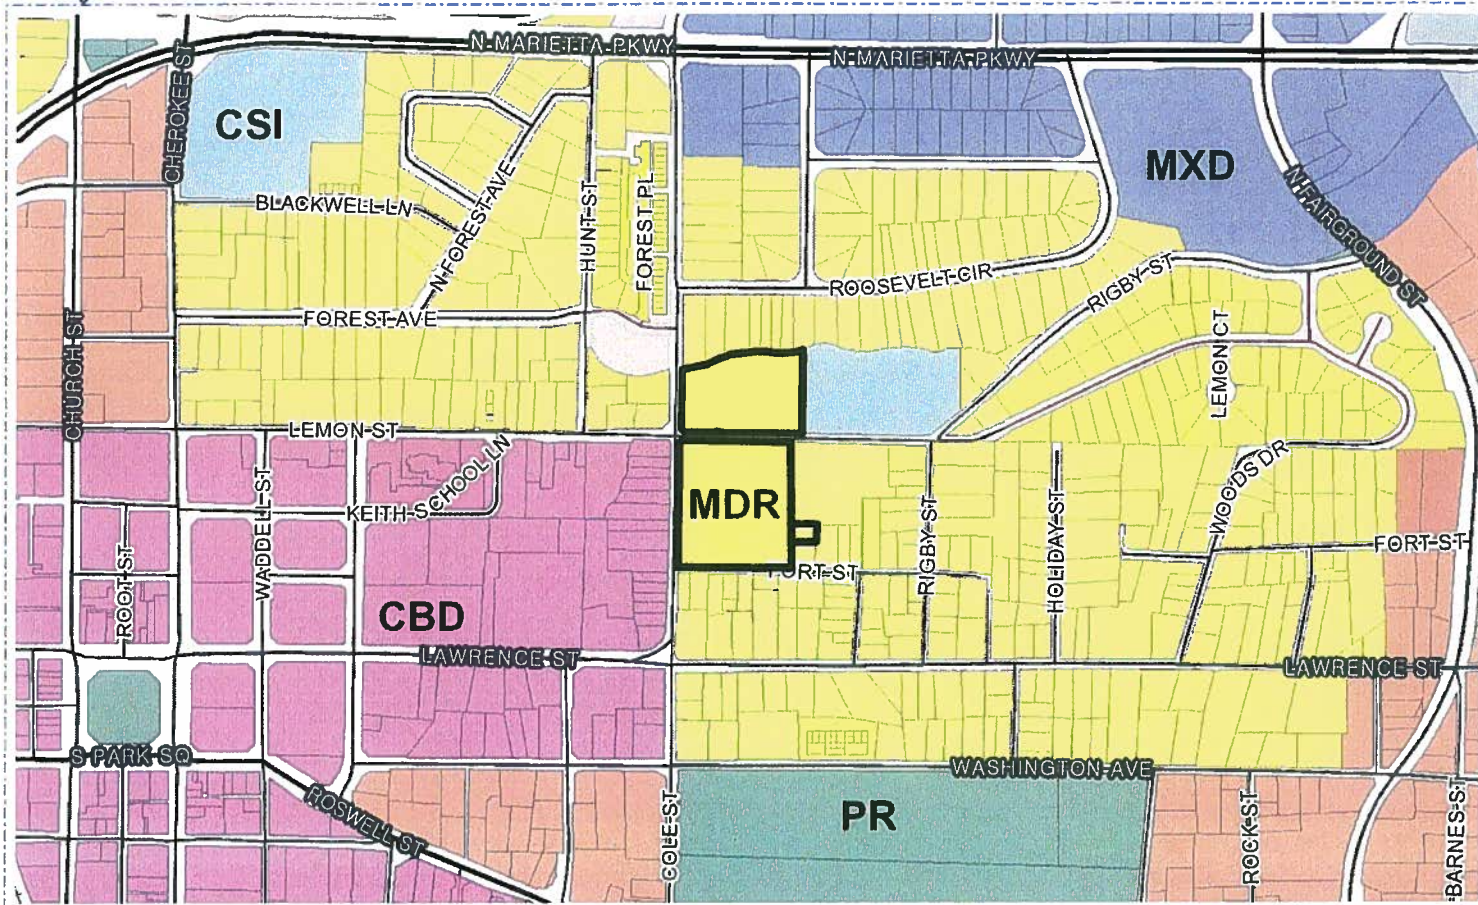 N MARIETTA PKWY
N MARIETTA PKWY
CHEROKEE ST
CSI
MXD
BLACKWELL LN
N FOREST AVE
HUNT ST
FOREST PL
N FAIRGROUND ST
ROOSEVELT CIR
RIGBY ST
FOREST AVE
CHURCH ST
LEMON CT
LEMON ST
KEITH SCHOOL LN
WADDELL ST
MDR
WOODS DR
ROOT ST
RIGBY ST
HOLIDAY ST
FORT ST
FORT ST
CBD
LAWRENCE ST
LAWRENCE ST
S PARK SQ
WASHINGTON AVE
ROSWELL ST
COLE ST
PR
ROCK ST
BARNES ST